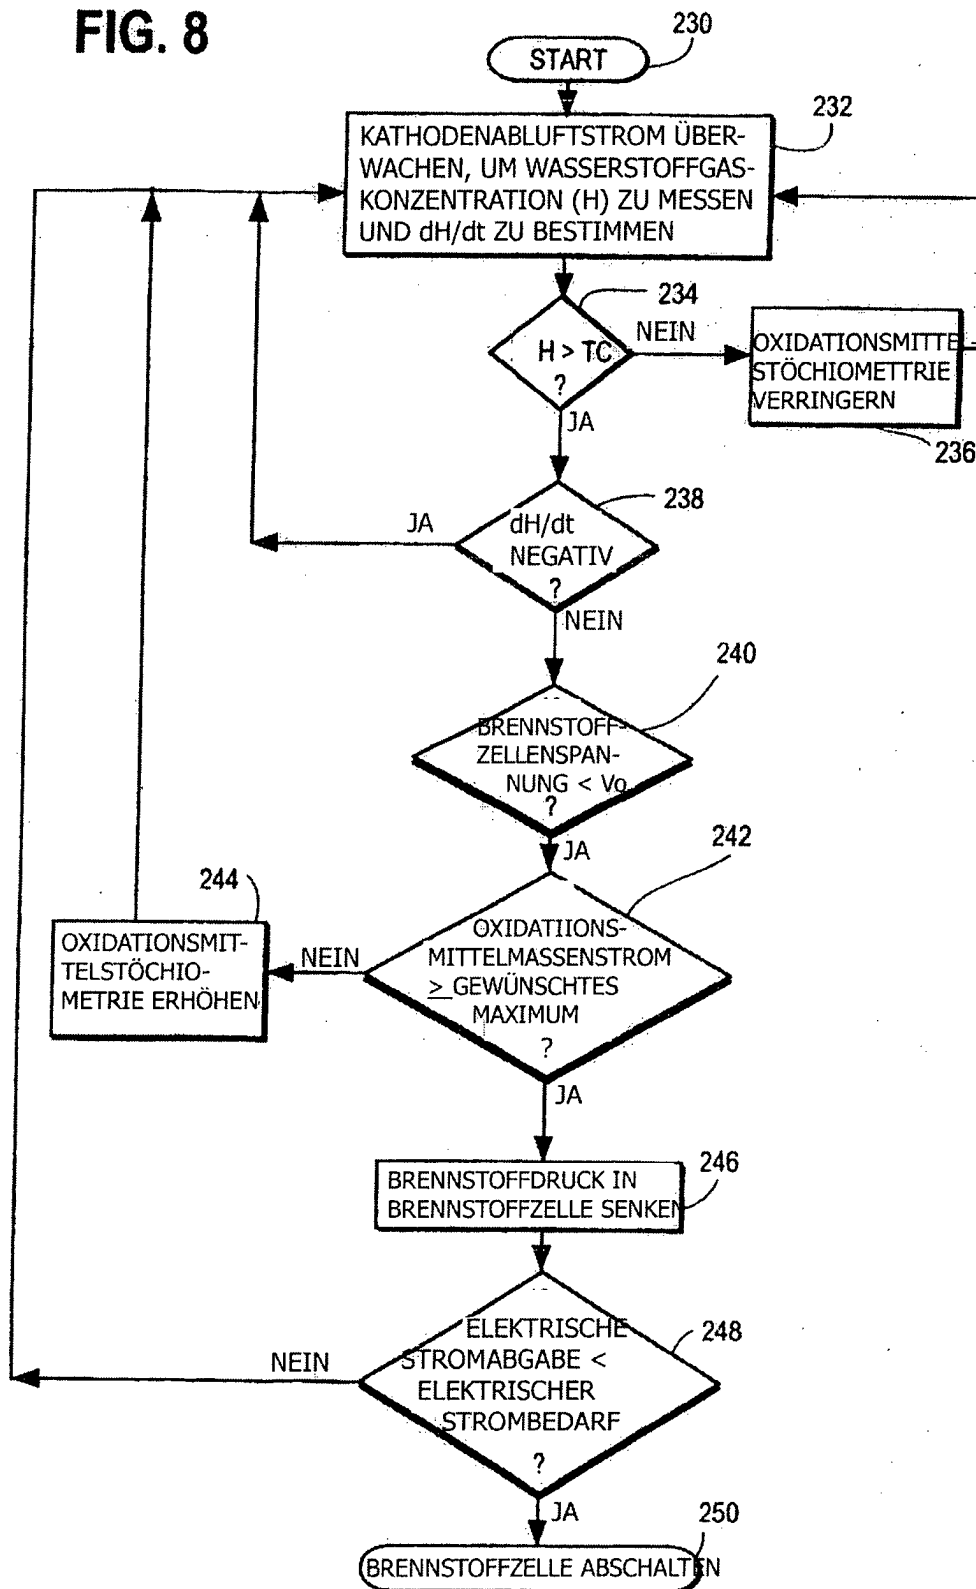 FIG. 8
230
START
232
KATHODENABLUFTSTROM ÜBER-
WACHEN, UM WASSERSTOFFGAS-
KONZENTRATION (H) ZU MESSEN
UND dH/dt ZU BESTIMMEN
234
H > TC
?
NEIN
OXIDATIONSMITTE-
STÖCHIOMETTRIE
VERRINGERN
236
JA
238
dH/dt
NEGATIV
?
JA
NEIN
240
BRENNSTOFF-
ZELLENSPAN-
NUNG < Vo
?
JA
242
OXIDATIIONS-
MITTELMASSENSTROM
≥ GEWÜNSCHTES
MAXIMUM
?
NEIN
244
OXIDATIONSMIT-
TELSTÖCHIO-
METRIE ERHÖHEN
JA
246
BRENNSTOFFDRUCK IN
BRENNSTOFFZELLE SENKEN
248
ELEKTRISCHE
STROMABGABE <
ELEKTRISCHER
STROMBEDARF
?
NEIN
JA
250
BRENNSTOFFZELLE ABSCHALTEN